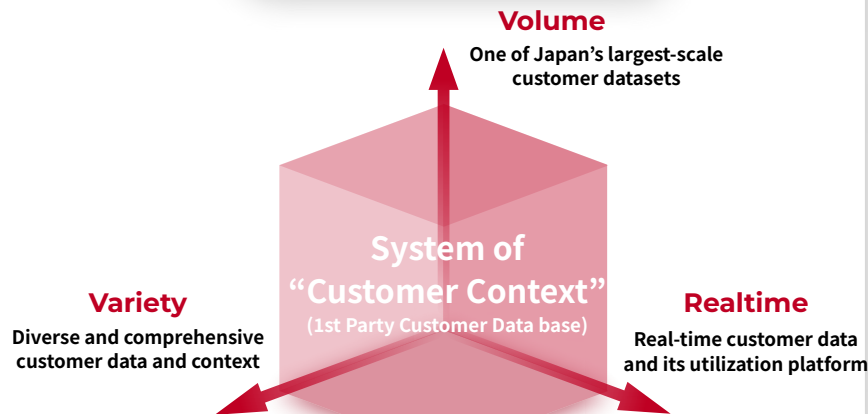 Volume
One of Japan’s largest-scale
customer datasets
System of
“Customer Context”
(1st Party Customer Data base)
Variety
Diverse and comprehensive
customer data and context
Realtime
Real-time customer data
and its utilization platform